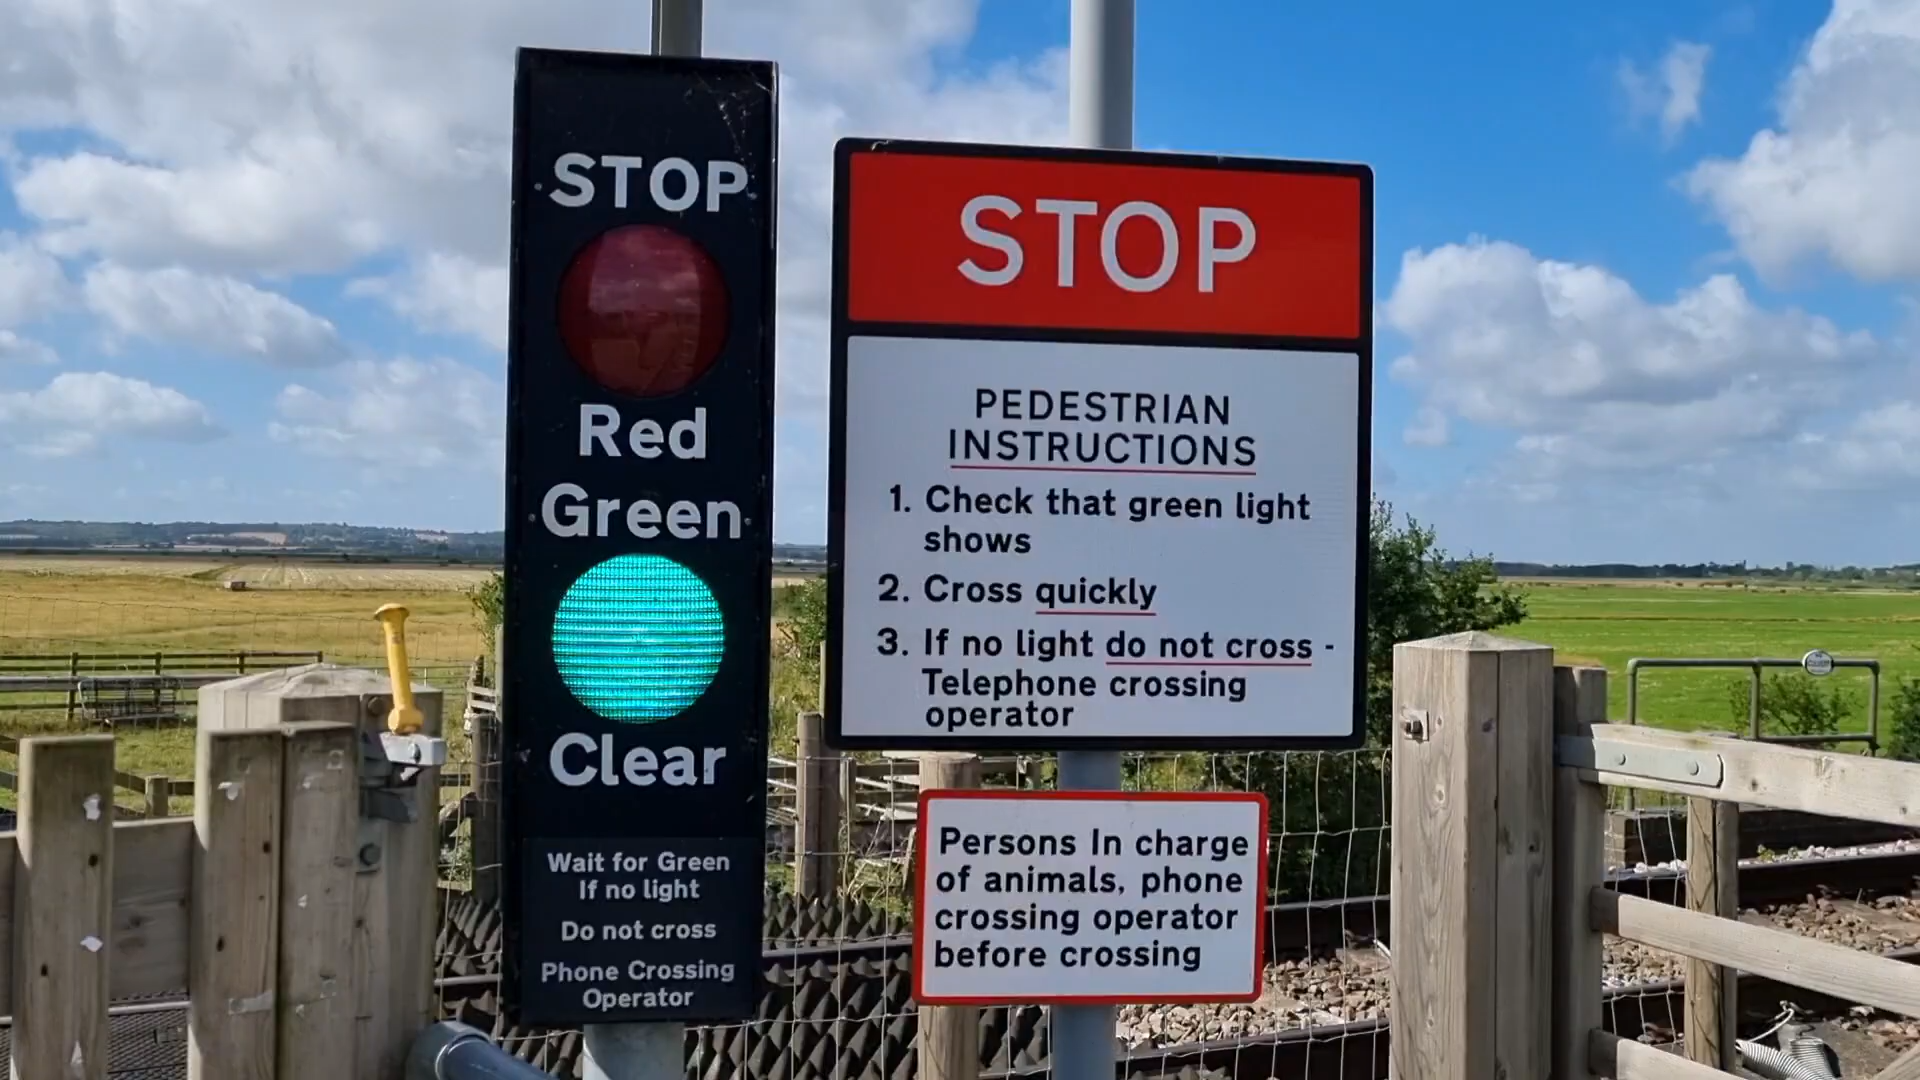 STOP
Red
Green
Clear
Wait for Green
If no light
Do not cross
Phone Crossing
Operator
STOP
PEDESTRIAN
INSTRUCTIONS
1. Check that green light
shows
2. Cross quickly
3. If no light do not cross -
Telephone crossing
operator
Persons In charge
of animals, phone
crossing operator
before crossing